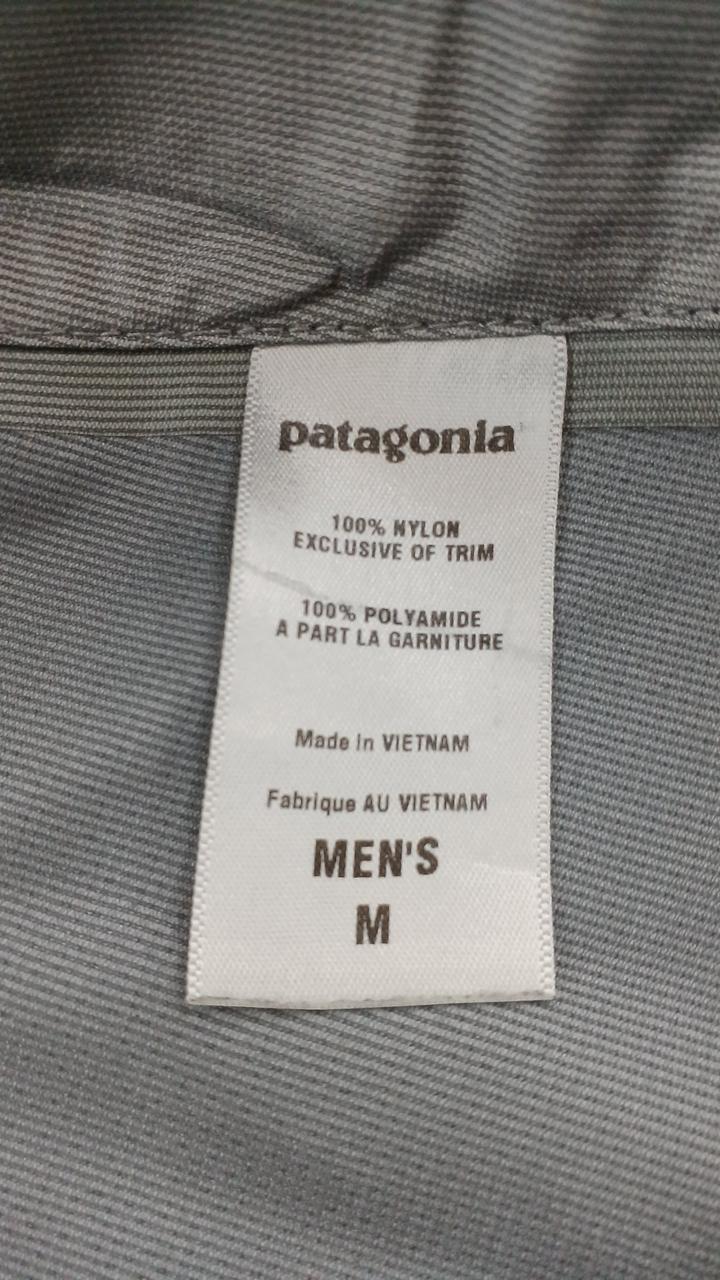 patagonia
100% NYLON
EXCLUSIVE OF TRIM
100% POLYAMIDE
A PART LA GARNITURE
Made in VIETNAM
Fabrique AU VIETNAM
MEN'S
M